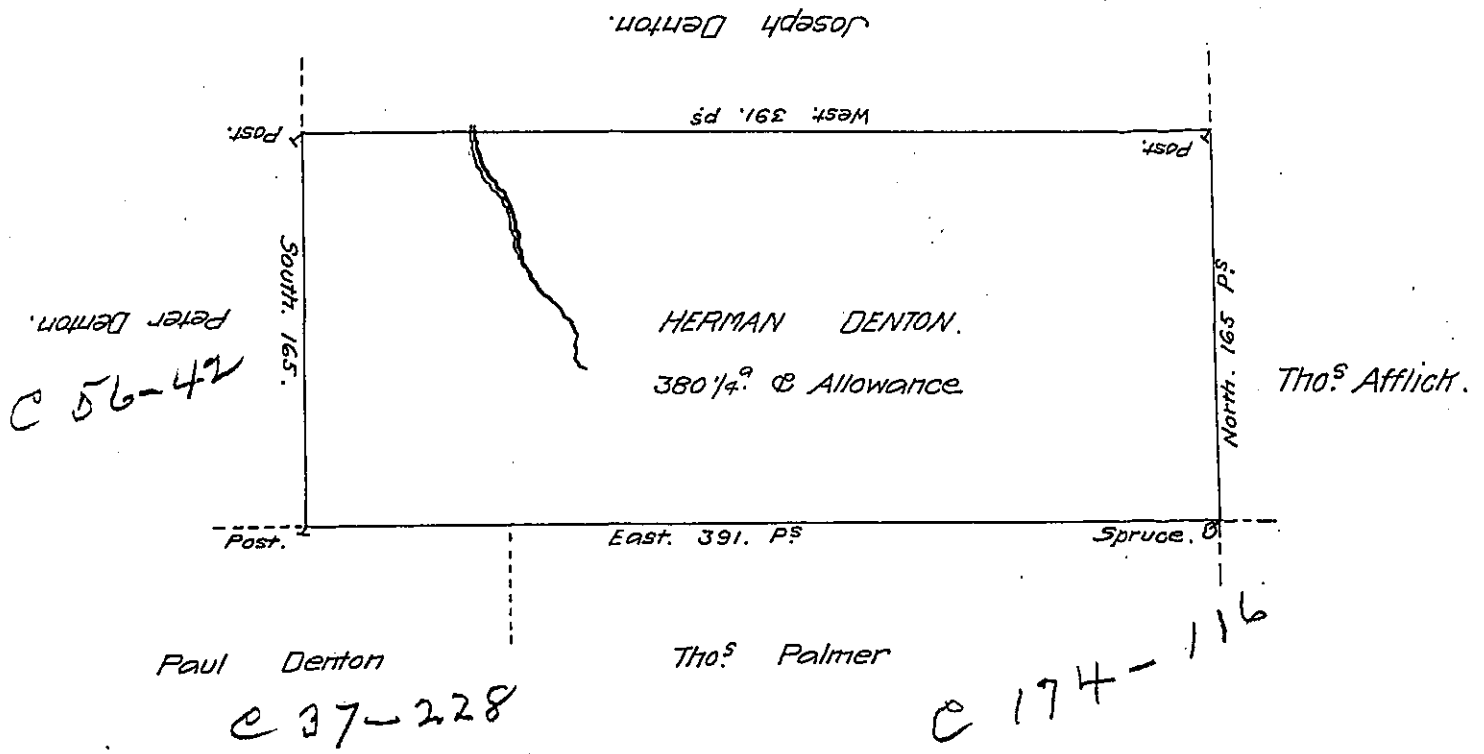 Joseph Denton.
West. 391. ps
Post.
Post.
South. 165.
North. 165 Ps.
Peter Denton.
C 56-42
HERMAN DENTON.
380 1/4 a. & Allowance
Thos. Afflick.
Post.
East. 391. Ps
Spruce.
Paul Denton
Thos. Palmer
C 37-228
C 174-116